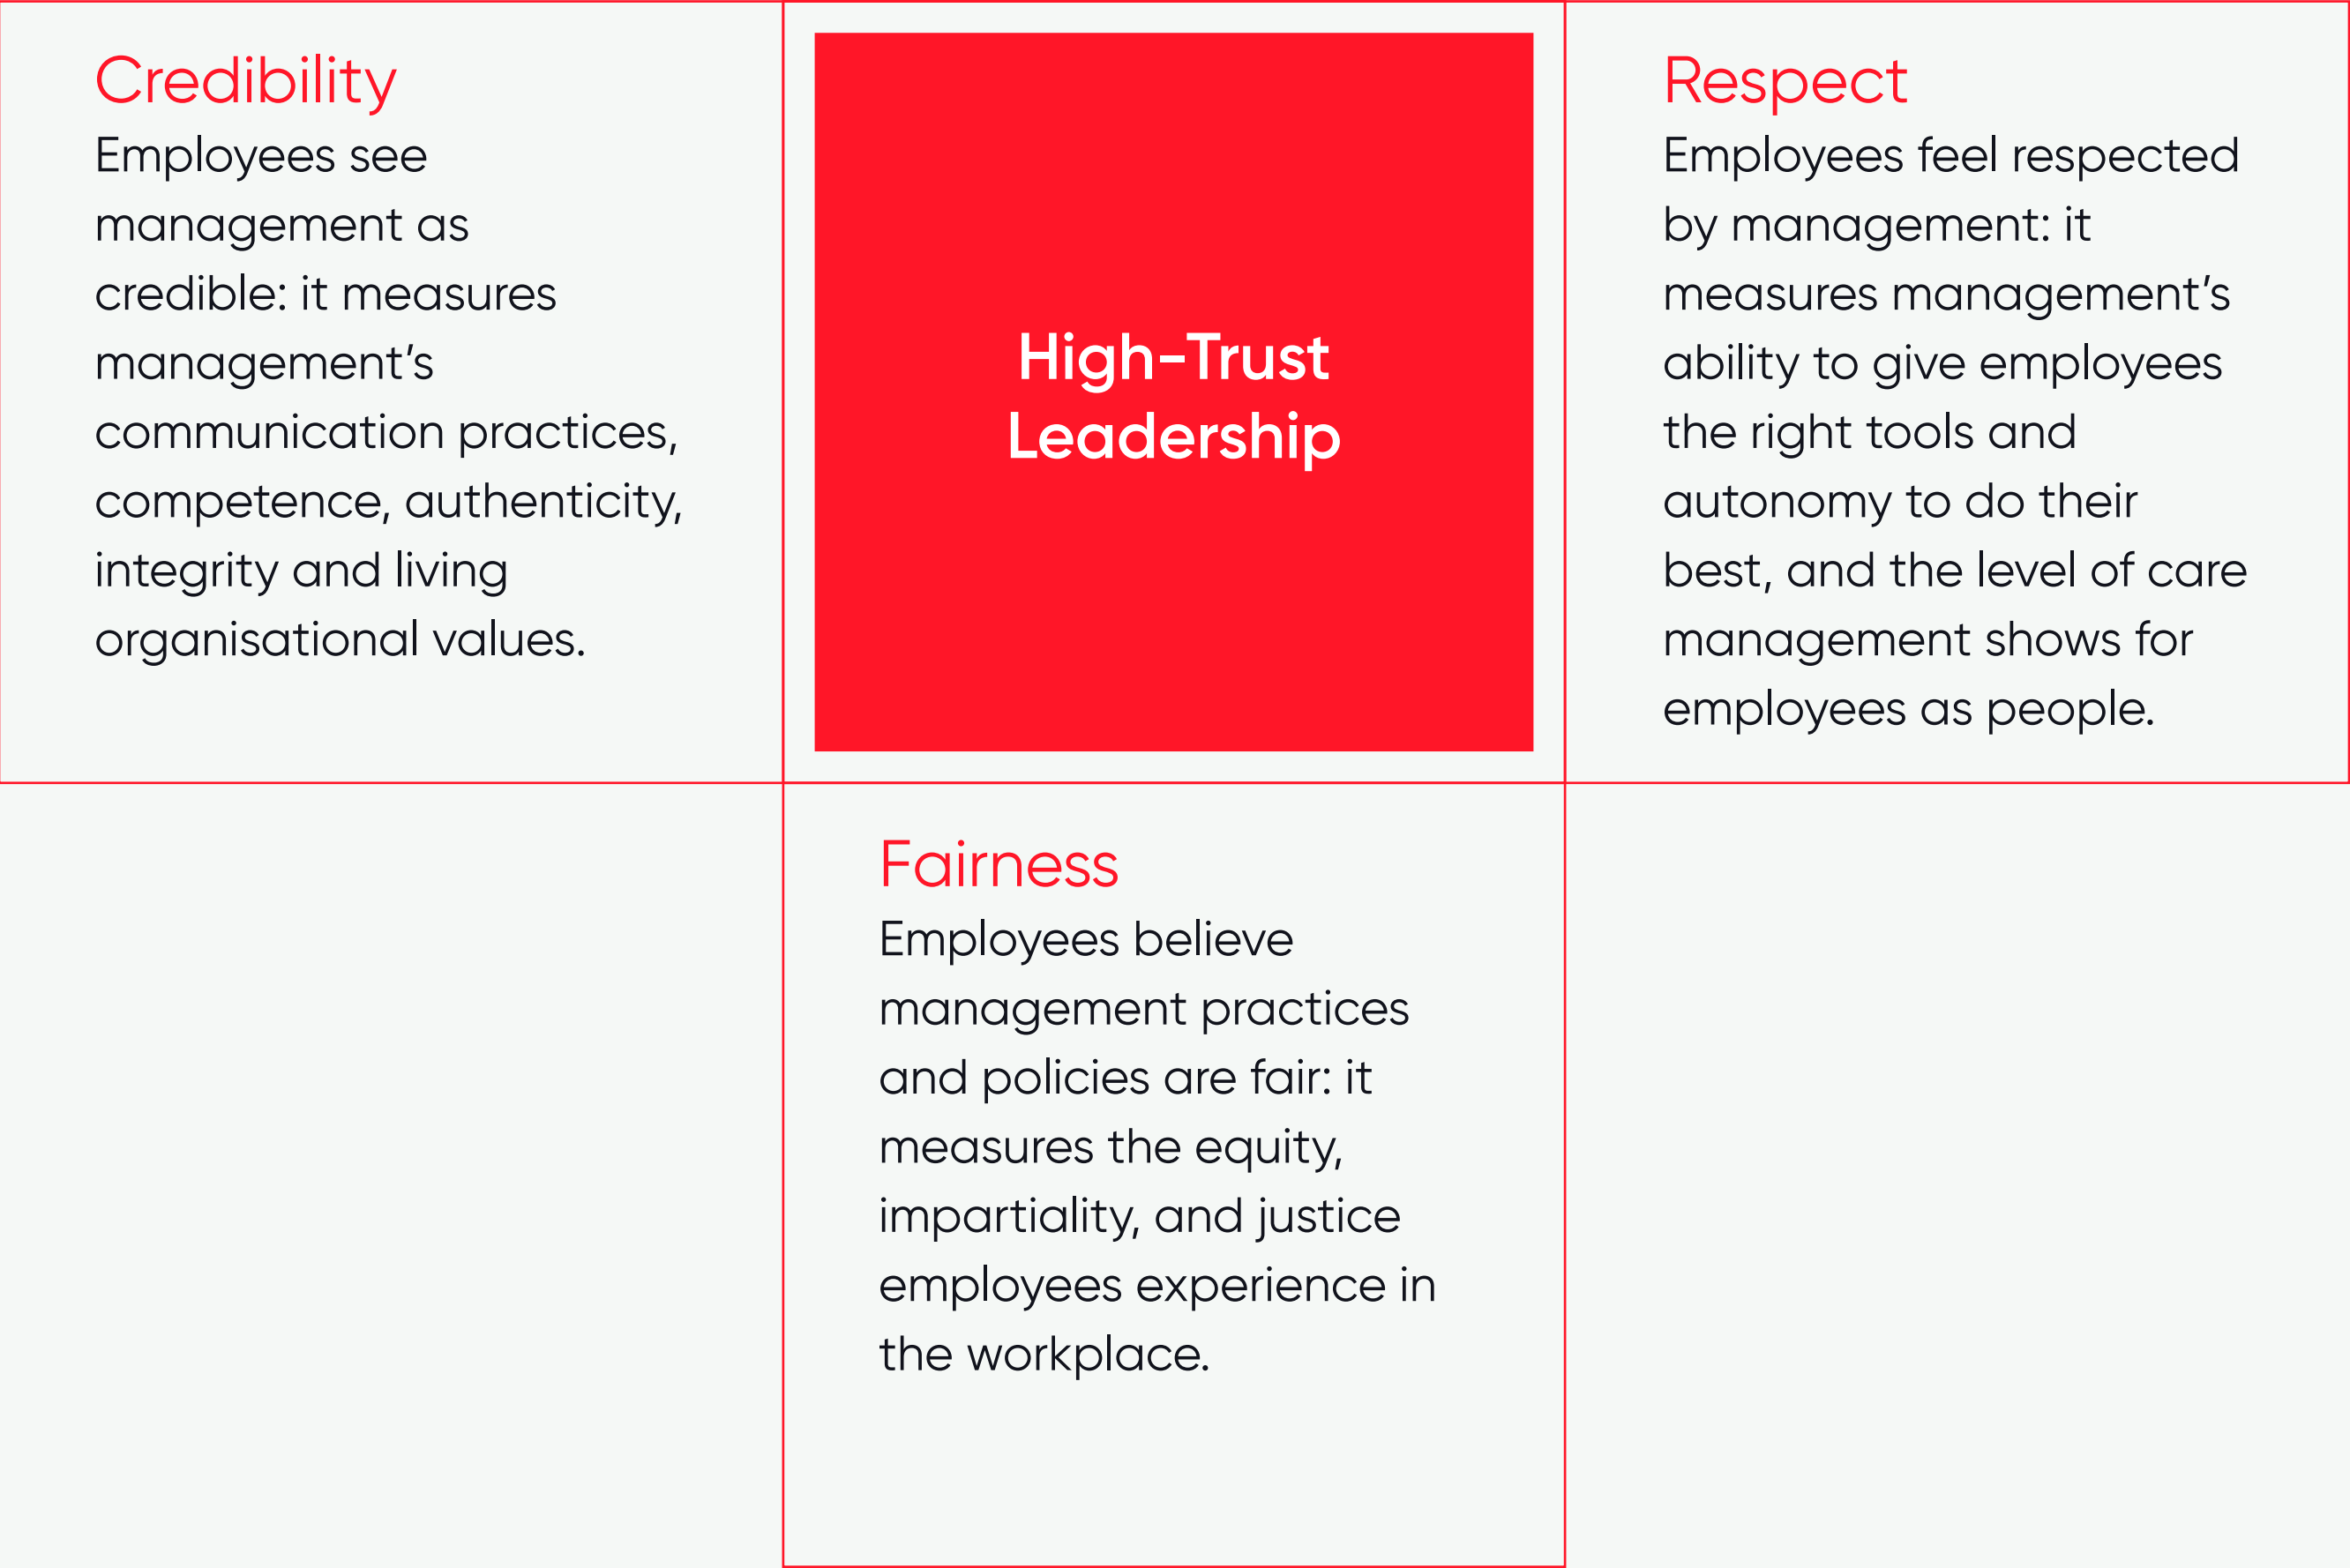 Credibility
Employees see
management as
credible: it measures
management’s
communication practices,
competence, authenticity,
integrity and living
organisational values.
High-Trust
Leadership
Respect
Employees feel respected
by management: it
measures management’s
ability to give employees
the right tools and
autonomy to do their
best, and the level of care
management shows for
employees as people.
Fairness
Employees believe
management practices
and policies are fair: it
measures the equity,
impartiality, and justice
employees experience in
the workplace.